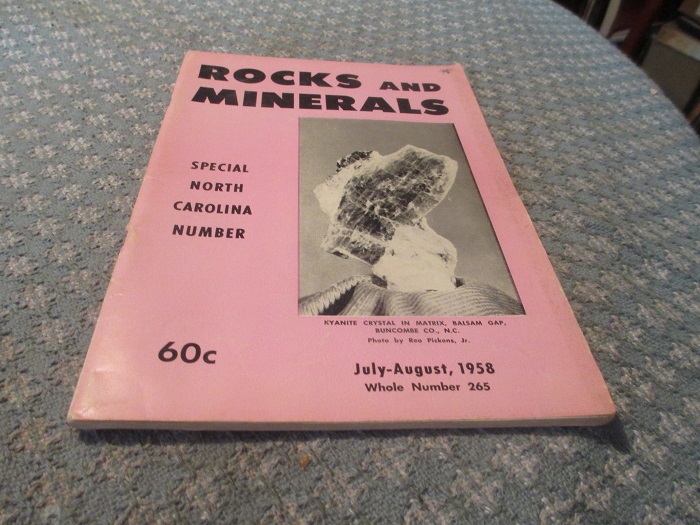 ROCKS AND
MINERALS
SPECIAL
NORTH
CAROLINA
NUMBER
KYANITE CRYSTAL IN MATRIX, BALSAM GAP,
BUNCOMBE CO., N.C.
Photo by Reo Pickens, Jr.
60c
July-August, 1958
Whole Number 265